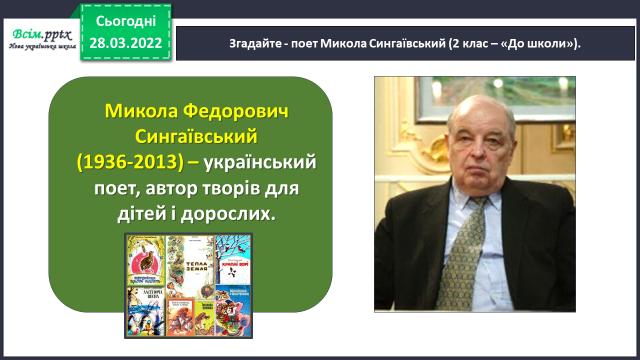 Всім.pptx
Нова українська школа
Сьогодні
28.03.2022
Згадайте - поет Микола Сингаївський (2 клас – «До школи»).
Микола Федорович
Сингаївський
(1936-2013) – український
поет, автор творів для
дітей і дорослих.
ТЕПЛА
ЗЕМЛЯ